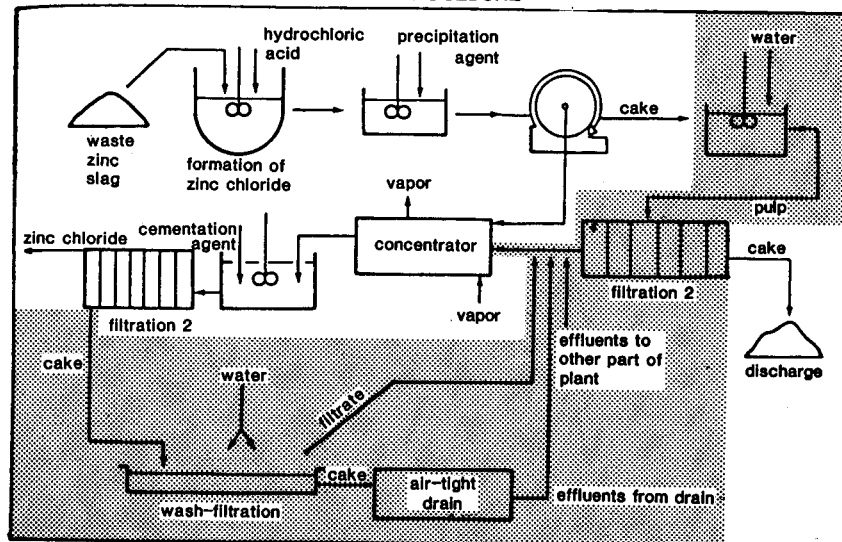 hydrochloric
acid
precipitation
agent
water
cake
waste
zinc
slag
formation of
zinc chloride
vapor
pulp
zinc chloride
cementation
agent
concentrator
cake
filtration 2
filtration 2
vapor
effluents to
other part of
plant
discharge
cake
water
filtrate
cake
air-tight
drain
effluents from drain
wash-filtration